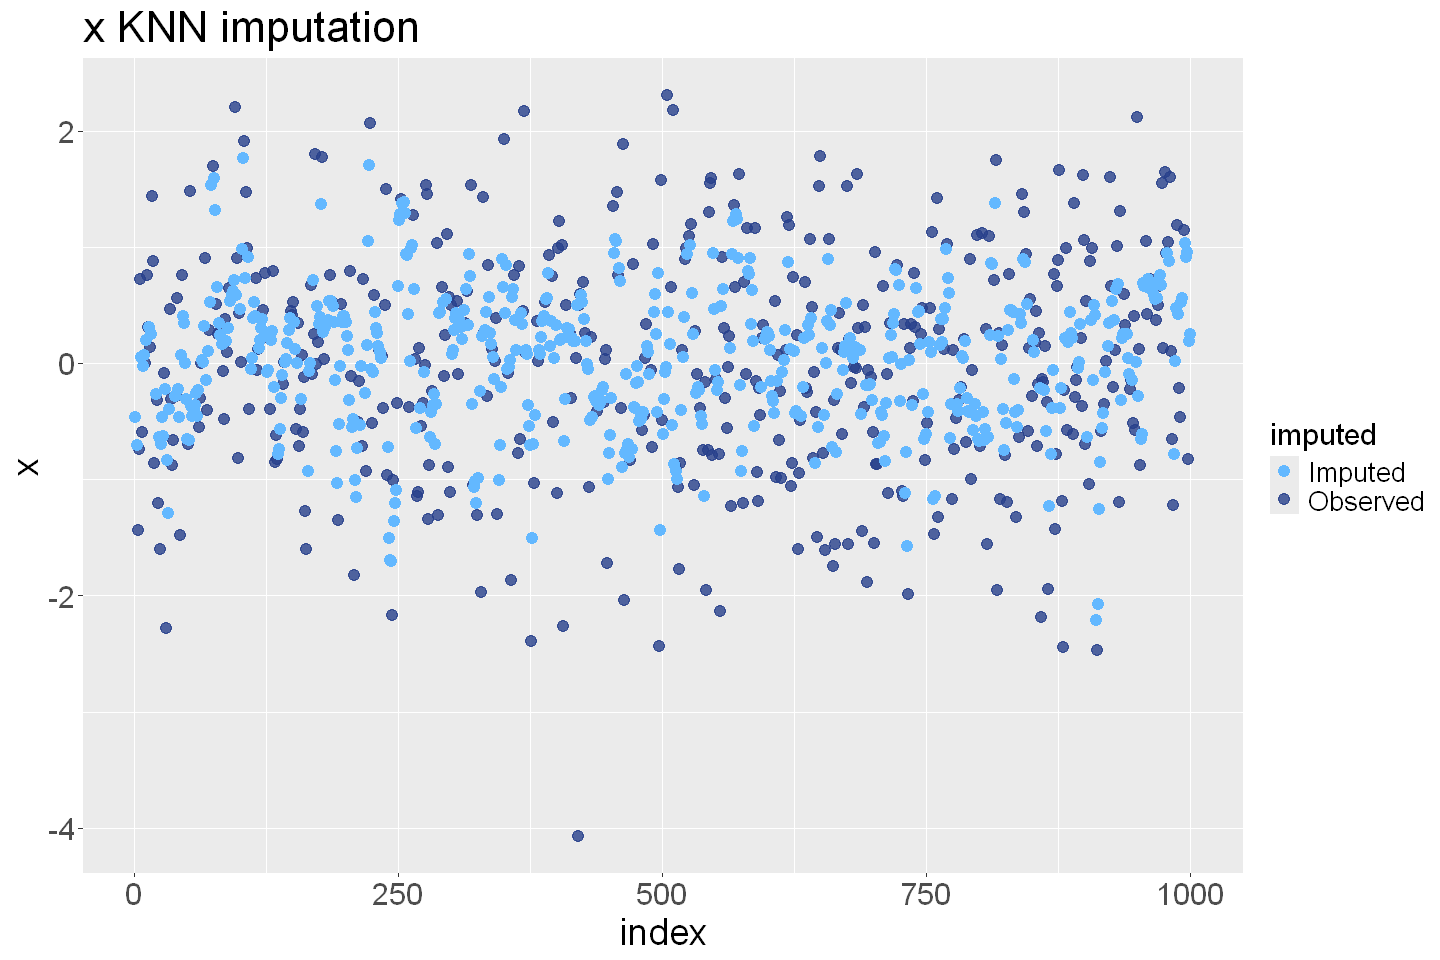 x KNN imputation
2
0
-2
-4
x
0 250 500 750 1000
index
imputed
Imputed
Observed